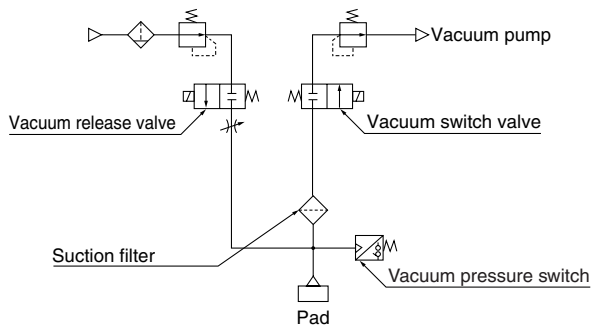 Vacuum pump
Vacuum release valve
Vacuum switch valve
Suction filter
Vacuum pressure switch
Pad